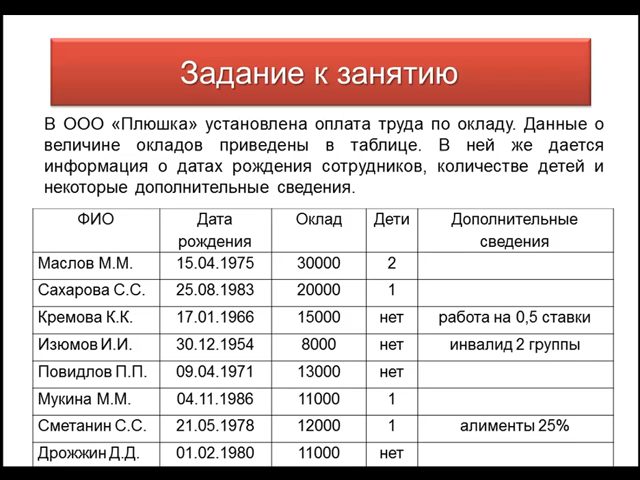 Задание к занятию
В ООО «Плюшка» установлена оплата труда по окладу. Данные о
величине окладов приведены в таблице. В ней же дается
информация о датах рождения сотрудников, количестве детей и
некоторые дополнительные сведения.
ФИО Дата рождения Оклад Дети Дополнительные сведения
Маслов М.М. 15.04.1975 30000 2
Сахарова С.С. 25.08.1983 20000 1
Кремова К.К. 17.01.1966 15000 нет работа на 0,5 ставки
Изюмов И.И. 30.12.1954 8000 нет инвалид 2 группы
Повидлов П.П. 09.04.1971 13000 нет
Мукина М.М. 04.11.1986 11000 1
Сметанин С.С. 21.05.1978 12000 1 алименты 25%
Дрожжин Д.Д. 01.02.1980 11000 нет